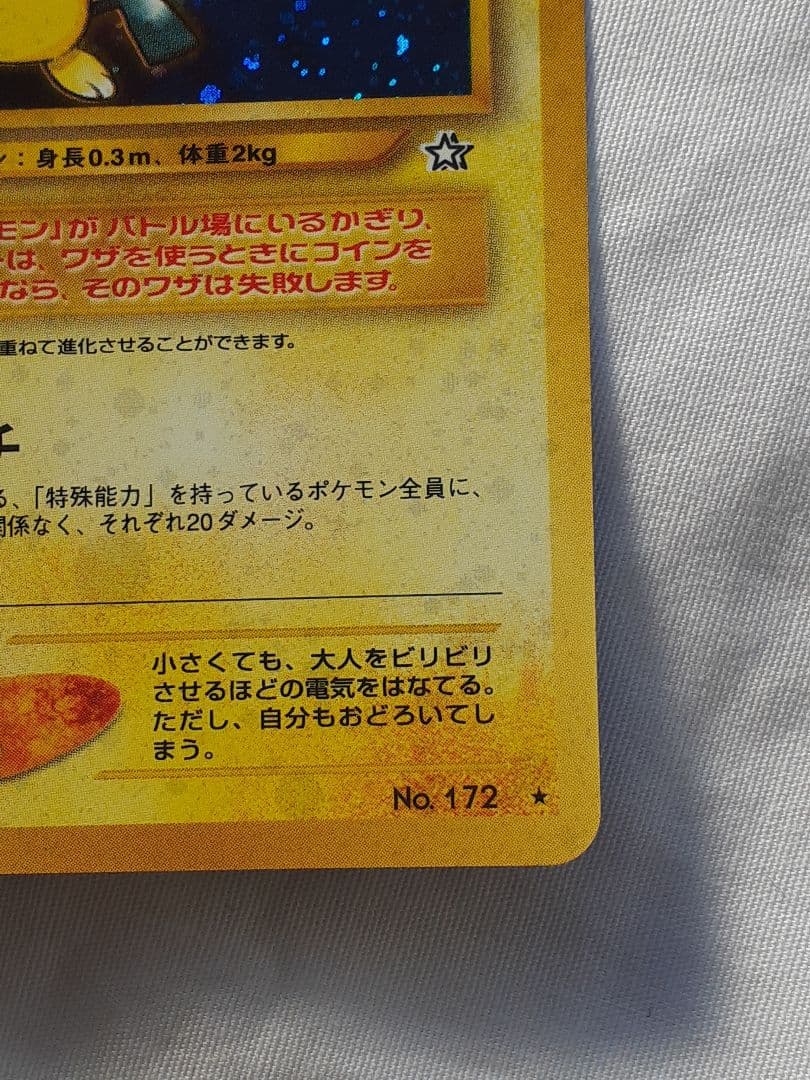 ：身長0.3m、体重2kg
モン」がバトル場にいるかぎり、
は、ワザを使うときにコインを
なら、そのワザは失敗します。
重ねて進化させることができます。
チ
る、「特殊能力」を持っているポケモン全員に、
関係なく、それぞれ20ダメージ。
小さくても、大人をビリビリ
させるほどの電気をはなてる。
ただし、自分もおどろいてし
まう。
No. 172 ★